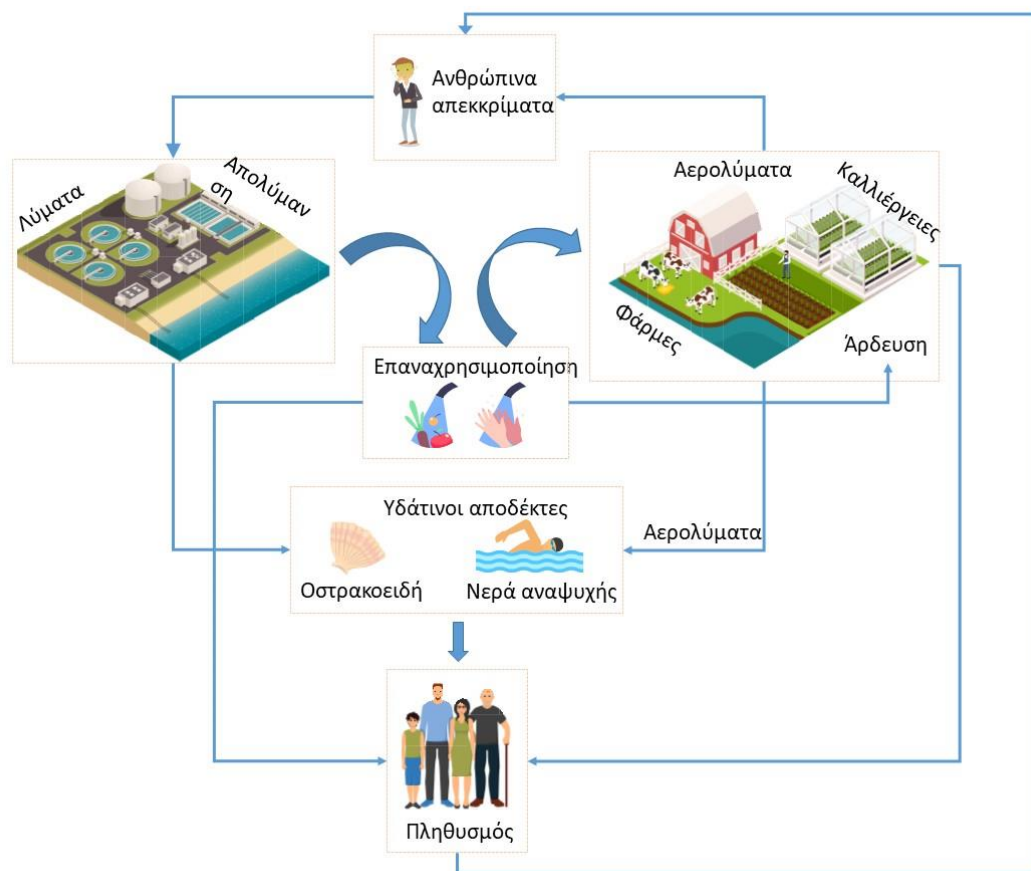 Ανθρώπινα
απεκκρίματα
Λύματα
Απολύμαν
ση
Αερολύματα
Καλλιέργειες
Φάρμες
Άρδευση
Επαναχρησιμοποίηση
Υδάτινοι αποδέκτες
Αερολύματα
Οστρακοειδή
Νερά αναψυχής
Πληθυσμός